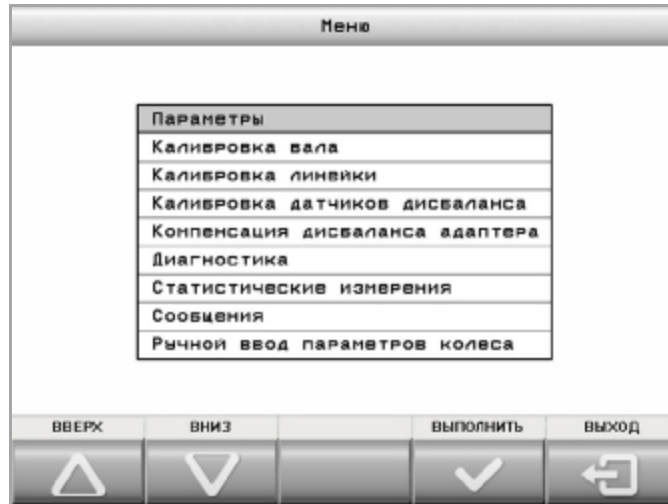 Меню
Параметры
Калибровка вала
Калибровка линейки
Калибровка датчиков дисбаланса
Компенсация дисбаланса адаптера
Диагностика
Статистические измерения
Сообщения
Ручной ввод параметров колеса
ВВЕРХ ВНИЗ ВЫПОЛНИТЬ ВЫХОД